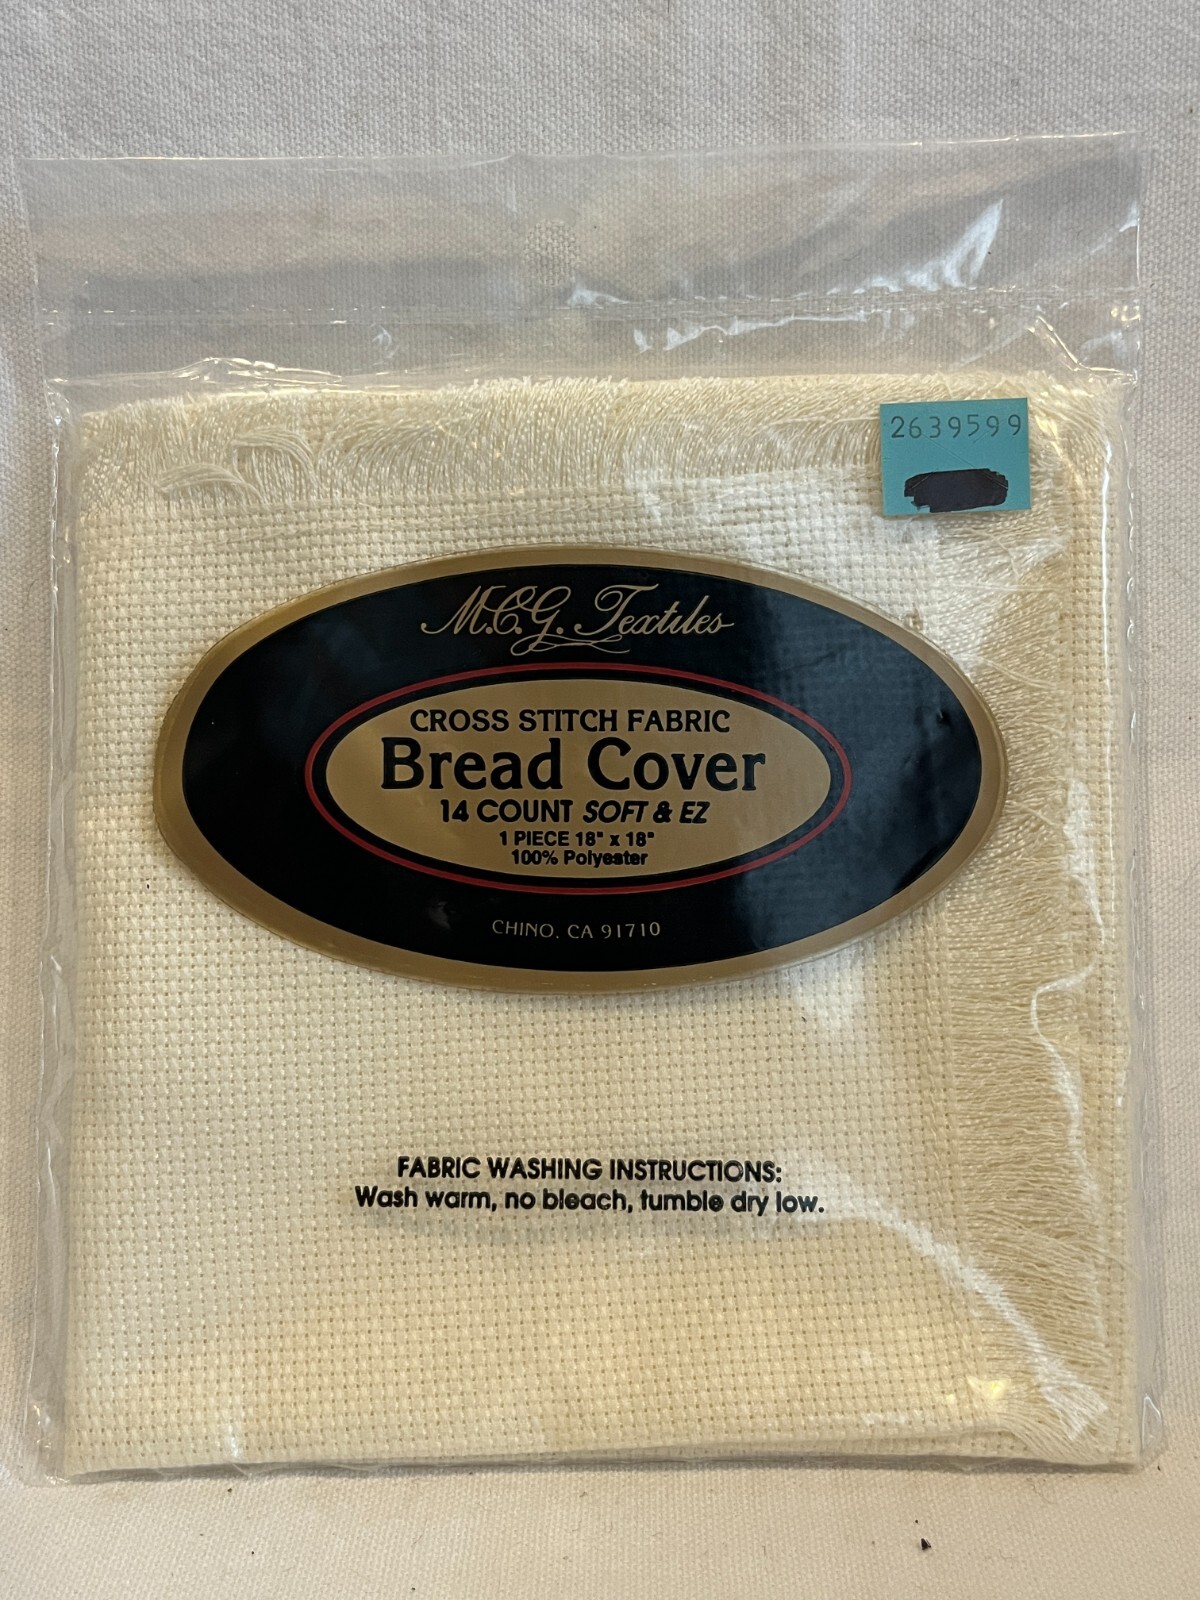 2639599
M.C.G. Textiles
CROSS STITCH FABRIC
Bread Cover
14 COUNT SOFT & EZ
1 PIECE 18" x 18"
100% Polyester
CHINO, CA 91710
FABRIC WASHING INSTRUCTIONS:
Wash warm, no bleach, tumble dry low.